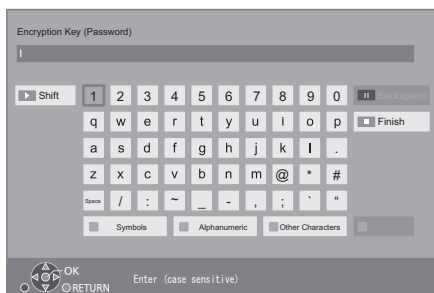 Encryption Key (Password)
Shift 1 2 3 4 5 6 7 8 9 0 Backspace
q w e r t y u i o p Finish
a s d f g h j k l .
z x c v b n m @ * #
Space / : ~ _ - , ; ` “
Symbols Alphanumeric Other Characters
OK
RETURN
Enter (case sensitive)